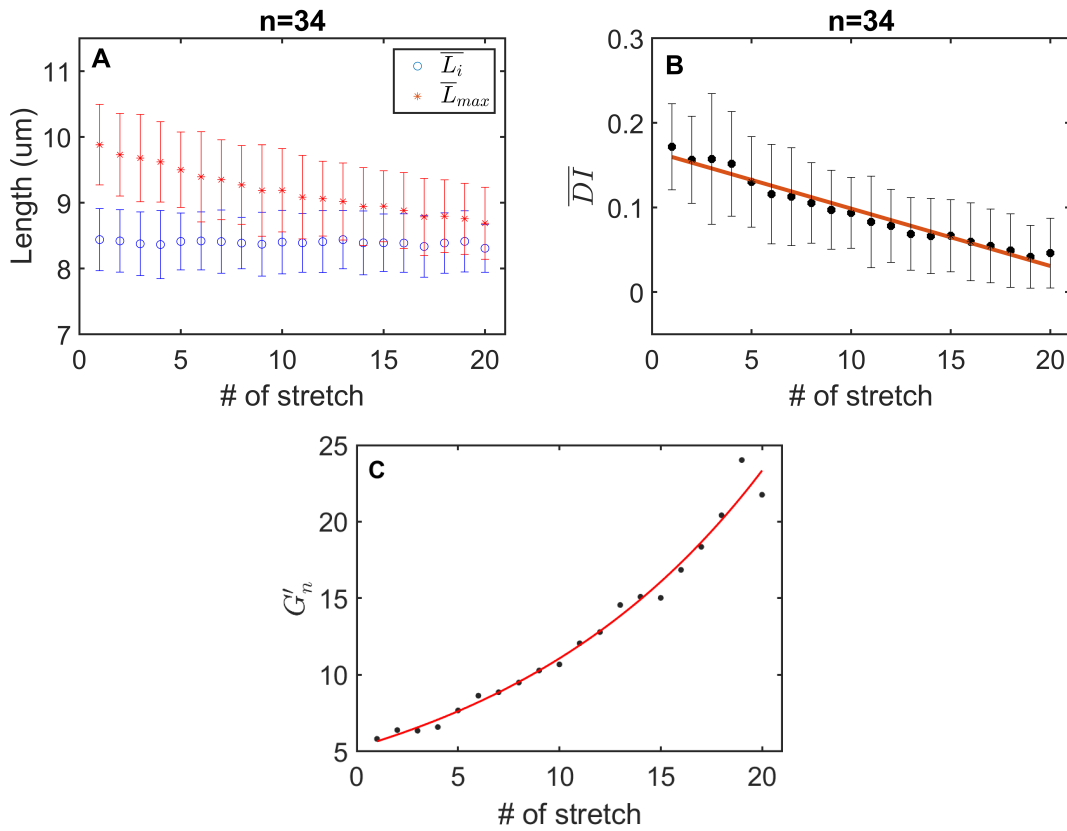 n=34
A
L̅i
L̅max
11
10
9
8
7
Length (um)
0 5 10 15 20
# of stretch
n=34
B
0.3
0.2
0.1
0
D̅I̅
0 5 10 15 20
# of stretch
C
25
20
15
10
5
G′n
0 5 10 15 20
# of stretch